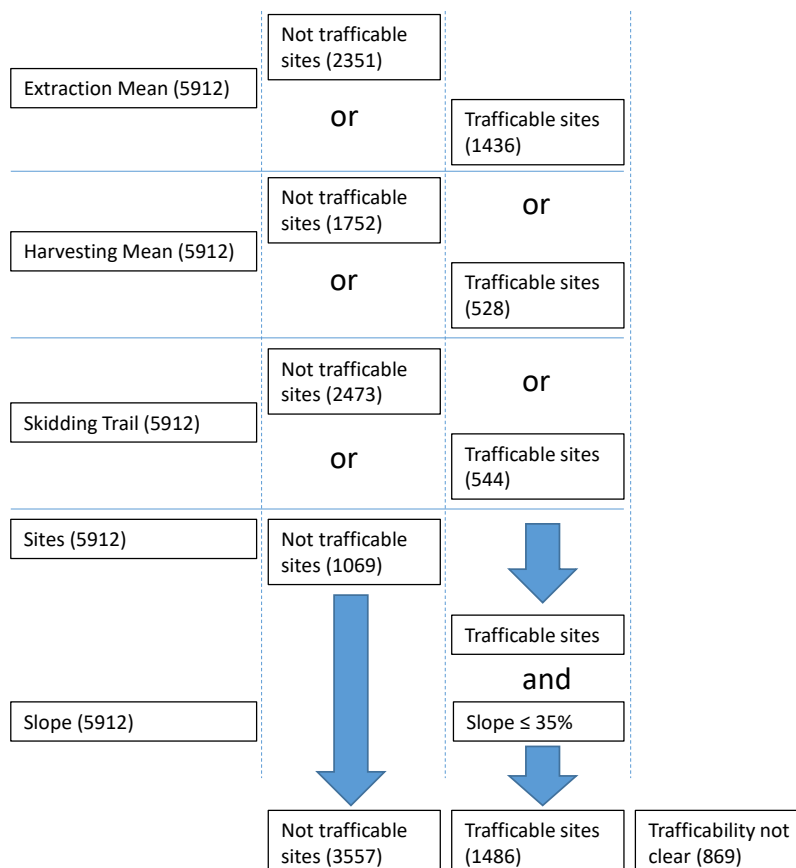 Not trafficable
sites (2351)
Extraction Mean (5912)
or
Trafficable sites
(1436)
Not trafficable
sites (1752)
or
Harvesting Mean (5912)
or
Trafficable sites
(528)
Not trafficable
sites (2473)
or
Skidding Trail (5912)
or
Trafficable sites
(544)
Sites (5912)
Not trafficable
sites (1069)
Trafficable sites
and
Slope (5912)
Slope ≤ 35%
Not trafficable
sites (3557)
Trafficable sites
(1486)
Trafficability not
clear (869)